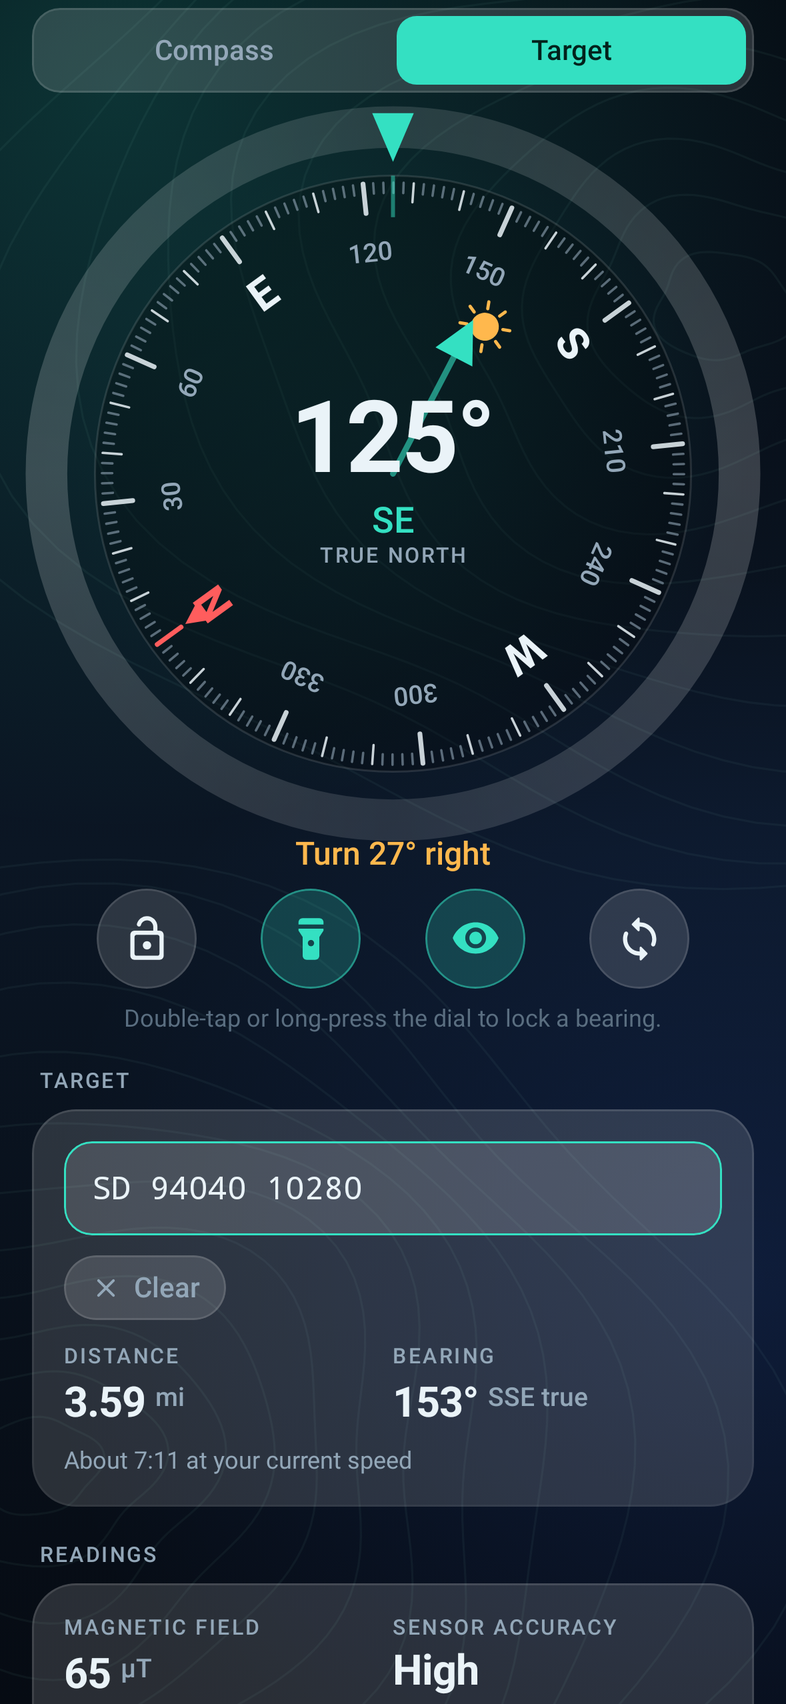 Compass
Target
120
150
E
S
60
210
125°
30
SE
TRUE NORTH
240
N
W
330
300
Turn 27° right
Double-tap or long-press the dial to lock a bearing.
TARGET
SD 94040 10280
Clear
DISTANCE
BEARING
3.59 mi
153° SSE true
About 7:11 at your current speed
READINGS
MAGNETIC FIELD
SENSOR ACCURACY
65 µT
High